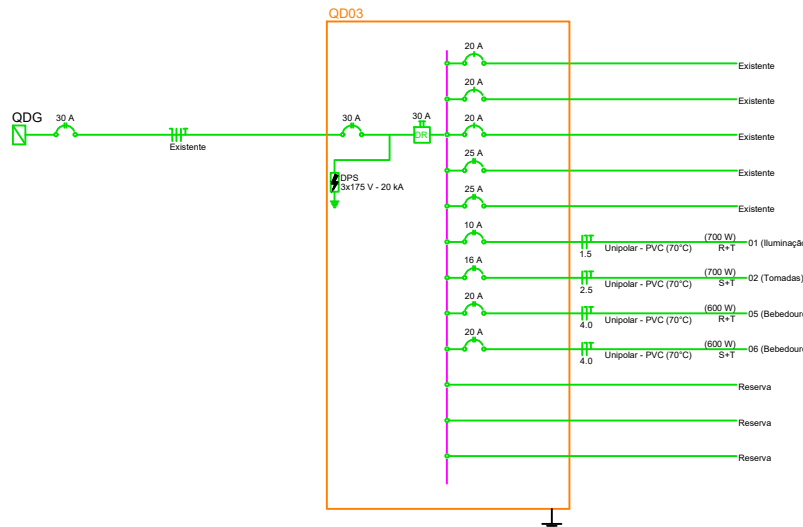 QD03
QDG
30 A
Existente
30 A
30 A
DR
DPS
3x175 V - 20 kA
20 A
Existente
20 A
Existente
20 A
Existente
25 A
Existente
25 A
Existente
10 A
1.5
Unipolar - PVC (70°C)
(700 W)
R+T
01 (Iluminação
16 A
2.5
Unipolar - PVC (70°C)
(700 W)
S+T
02 (Tomadas)
20 A
4.0
Unipolar - PVC (70°C)
(600 W)
R+T
05 (Bebedour
20 A
4.0
Unipolar - PVC (70°C)
(600 W)
S+T
06 (Bebedour
Reserva
Reserva
Reserva